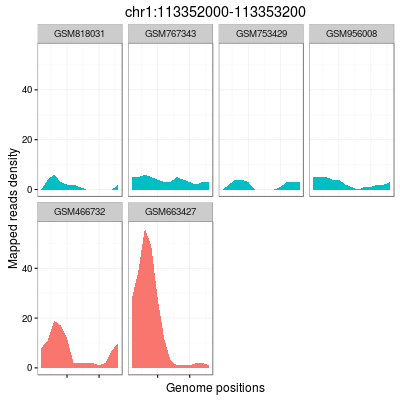 chr1:113352000-113353200
GSM818031 GSM767343 GSM753429 GSM956008
40
20
0
GSM466732 GSM663427
40
20
0
Mapped reads density
Genome positions